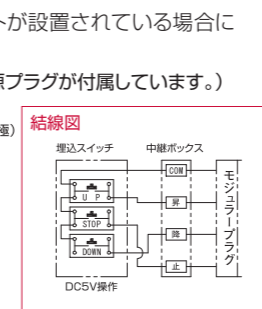 トが設置されている場合に
プラグが付属しています。)
極)
結線図
埋込スイッチ
中継ボックス
COM
UP
昇
STOP
降
DOWN
止
モジュラープラグ
DC5V操作